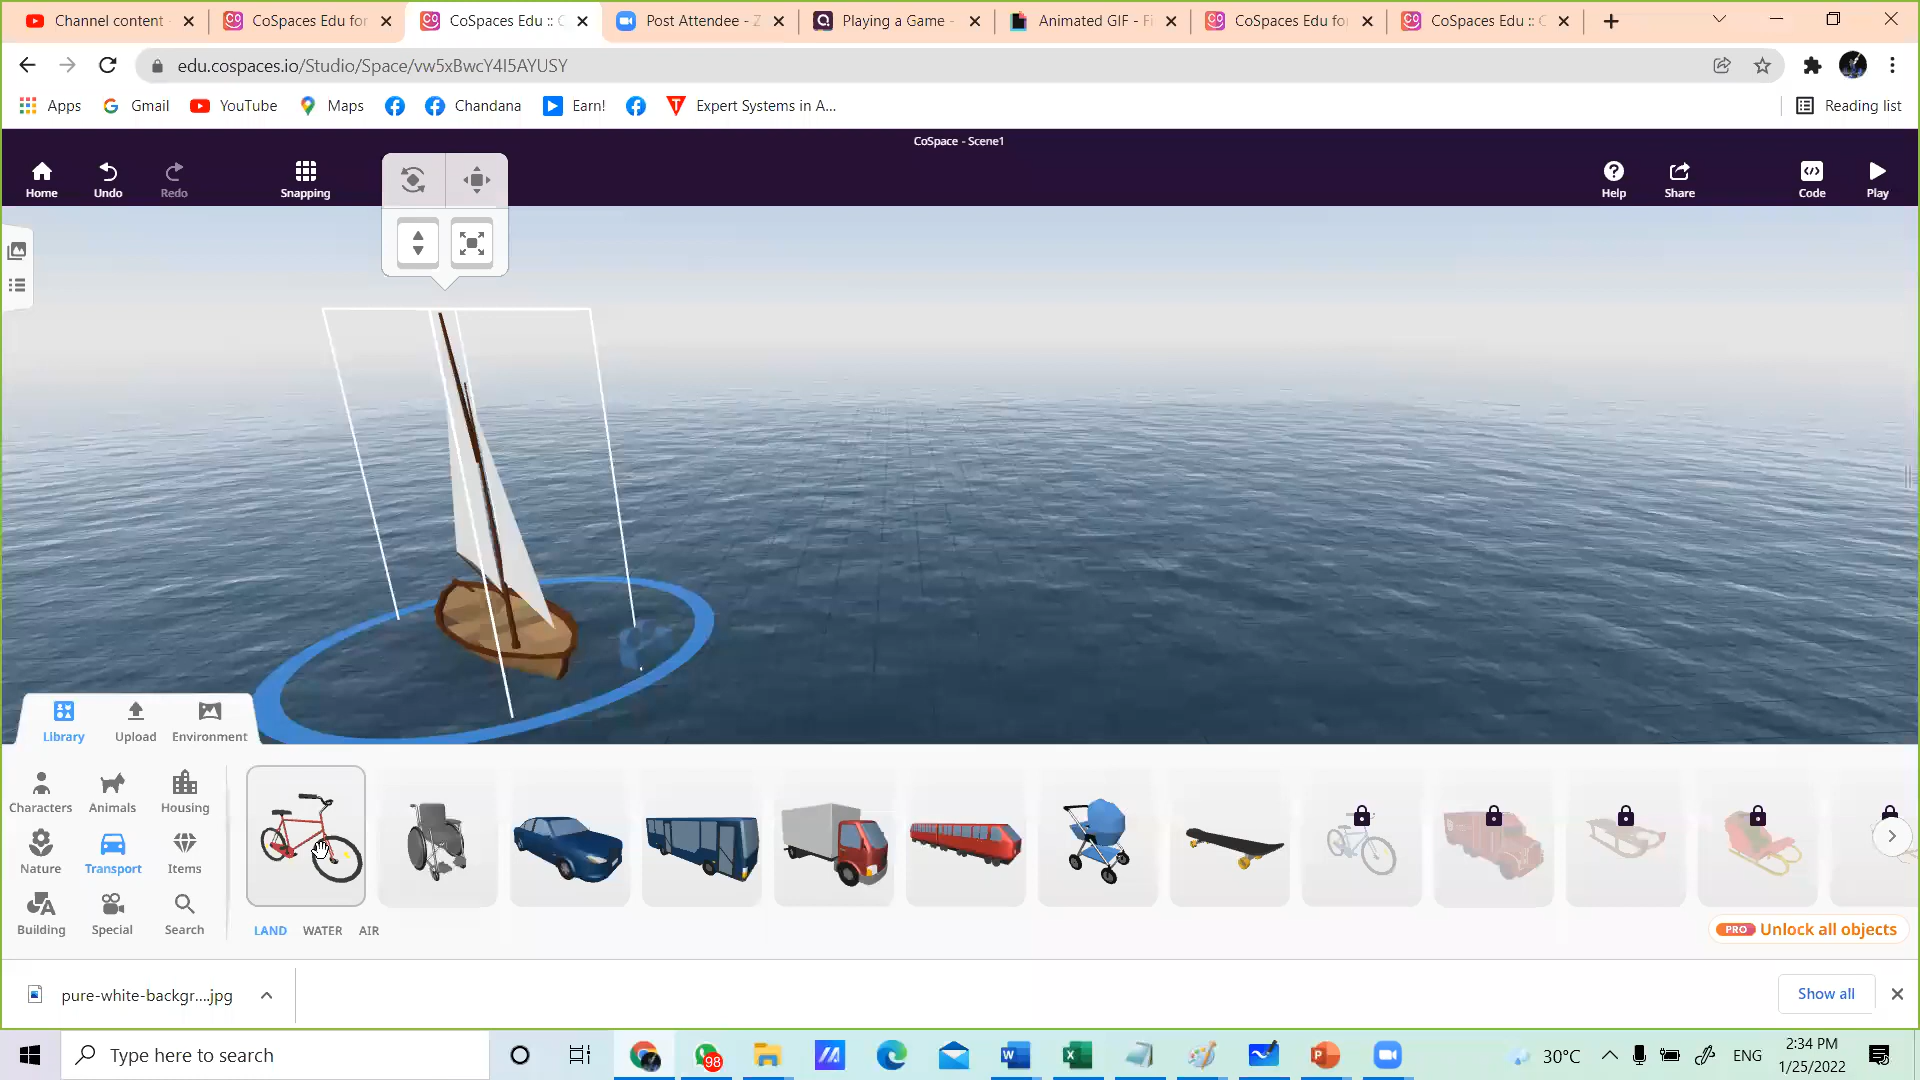 Channel content
CoSpaces Edu for
CoSpaces Edu :: C
Post Attendee - Z
Playing a Game -
Animated GIF - Fi
CoSpaces Edu fo
CoSpaces Edu :: C
edu.cospaces.io/Studio/Space/vw5xBwcY4I5AYUSY
Apps
Gmail
YouTube
Maps
Chandana
Earn!
Expert Systems in A...
Reading list
CoSpace - Scene1
Home
Undo
Redo
Snapping
Help
Share
Code
Play
Library
Upload
Environment
Characters
Animals
Housing
Nature
Transport
Items
Building
Special
Search
LAND WATER AIR
PRO Unlock all objects
pure-white-backgr....jpg
Show all
Type here to search
98
30°C
ENG
2:34 PM
1/25/2022